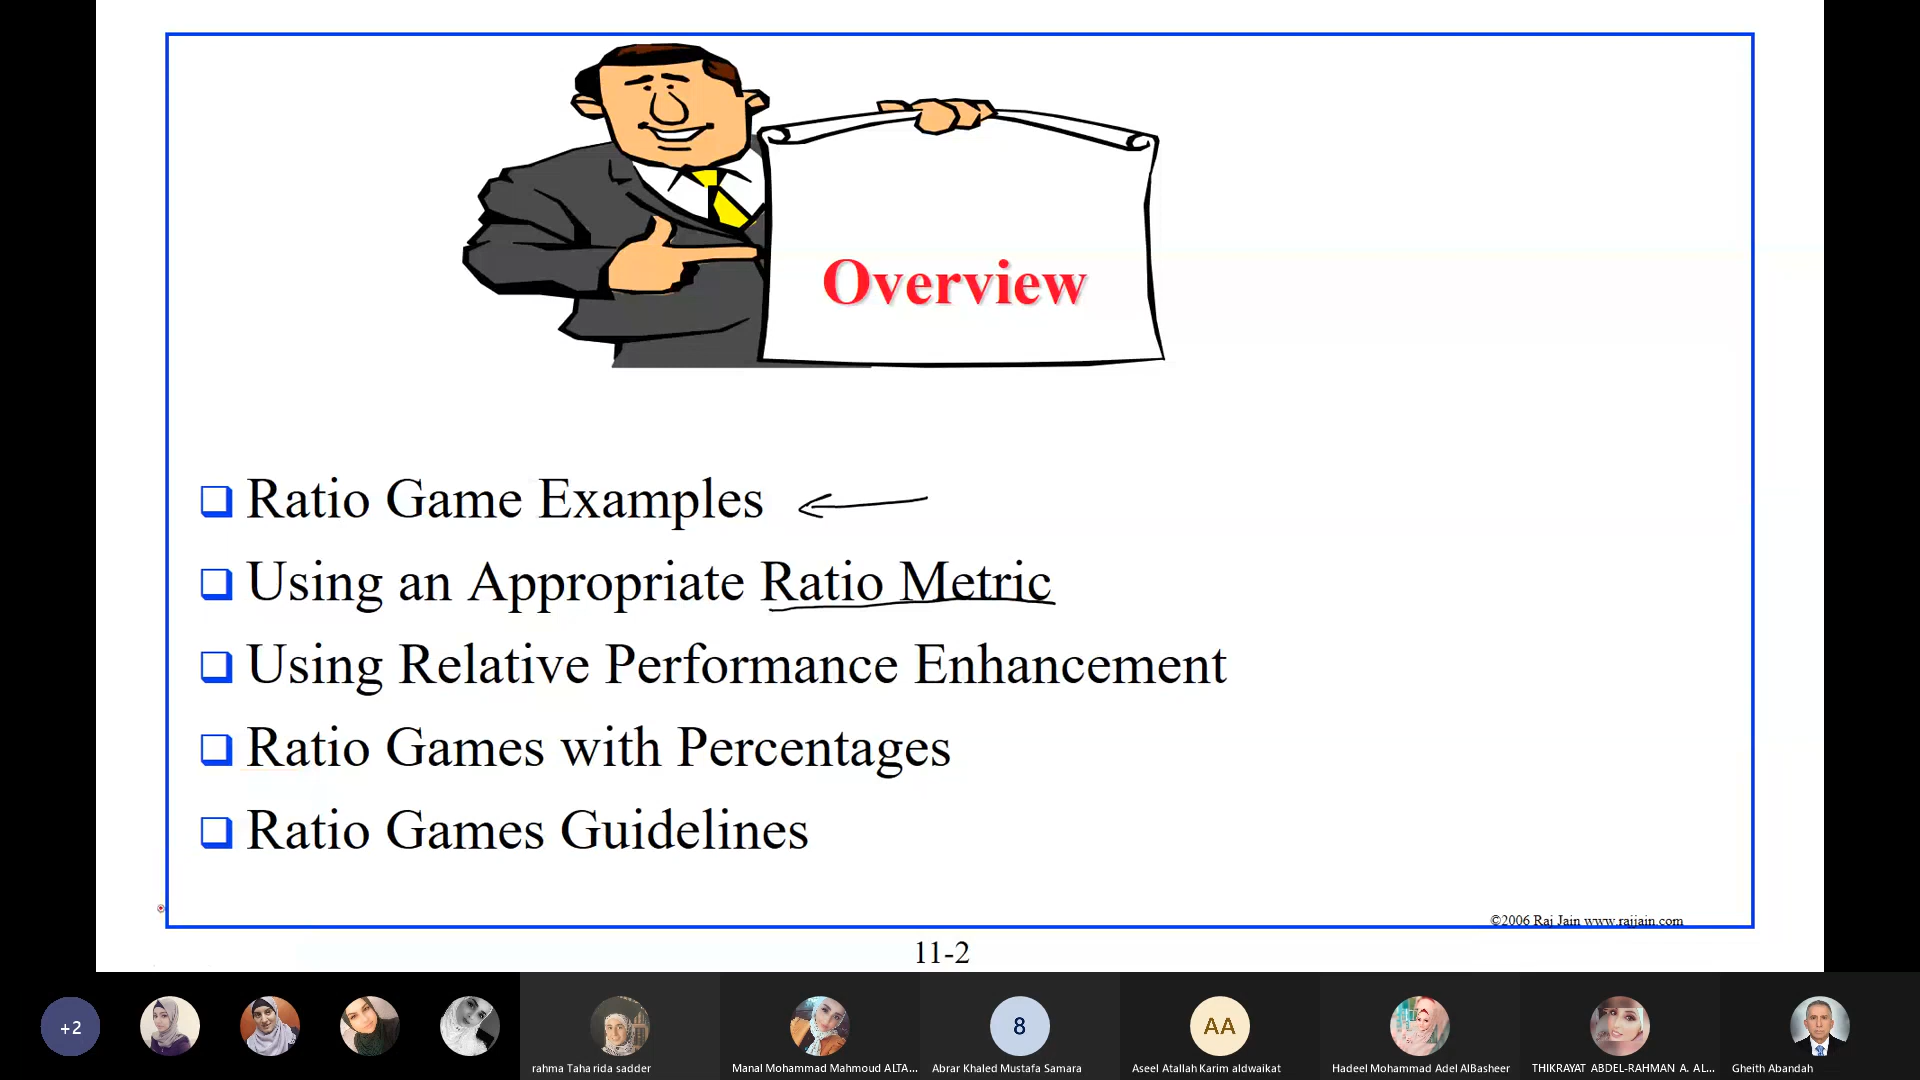 Overview
Ratio Game Examples
Using an Appropriate Ratio Metric
Using Relative Performance Enhancement
Ratio Games with Percentages
Ratio Games Guidelines
©2006 Raj Jain www.rajjain.com
11-2
+2
8
AA
rahma Taha rida sadder
Manal Mohammad Mahmoud ALTA...
Abrar Khaled Mustafa Samara
Aseel Atallah Karim aldwaikat
Hadeel Mohammad Adel AlBasheer
THIKRAYAT ABDEL-RAHMAN A. AL...
Gheith Abandah